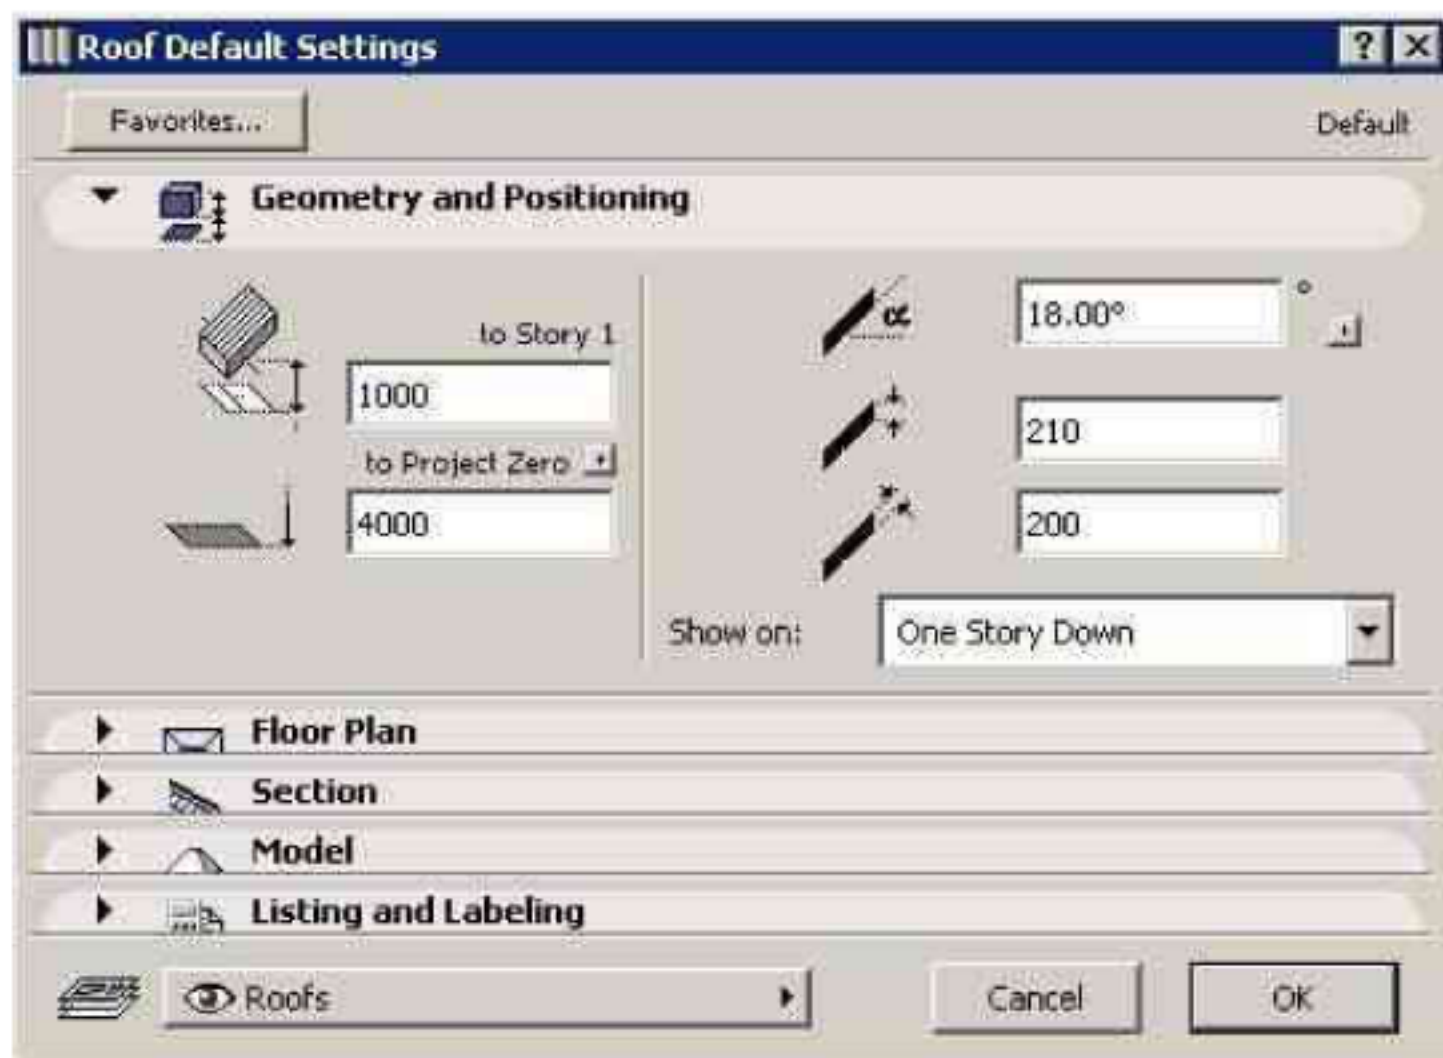 Roof Default Settings
Favorites...
Default
Geometry and Positioning
to Story 1
1000
to Project Zero
4000
α
18.00°
°
210
200
Show on:
One Story Down
Floor Plan
Section
Model
Listing and Labeling
Roofs
Cancel
OK